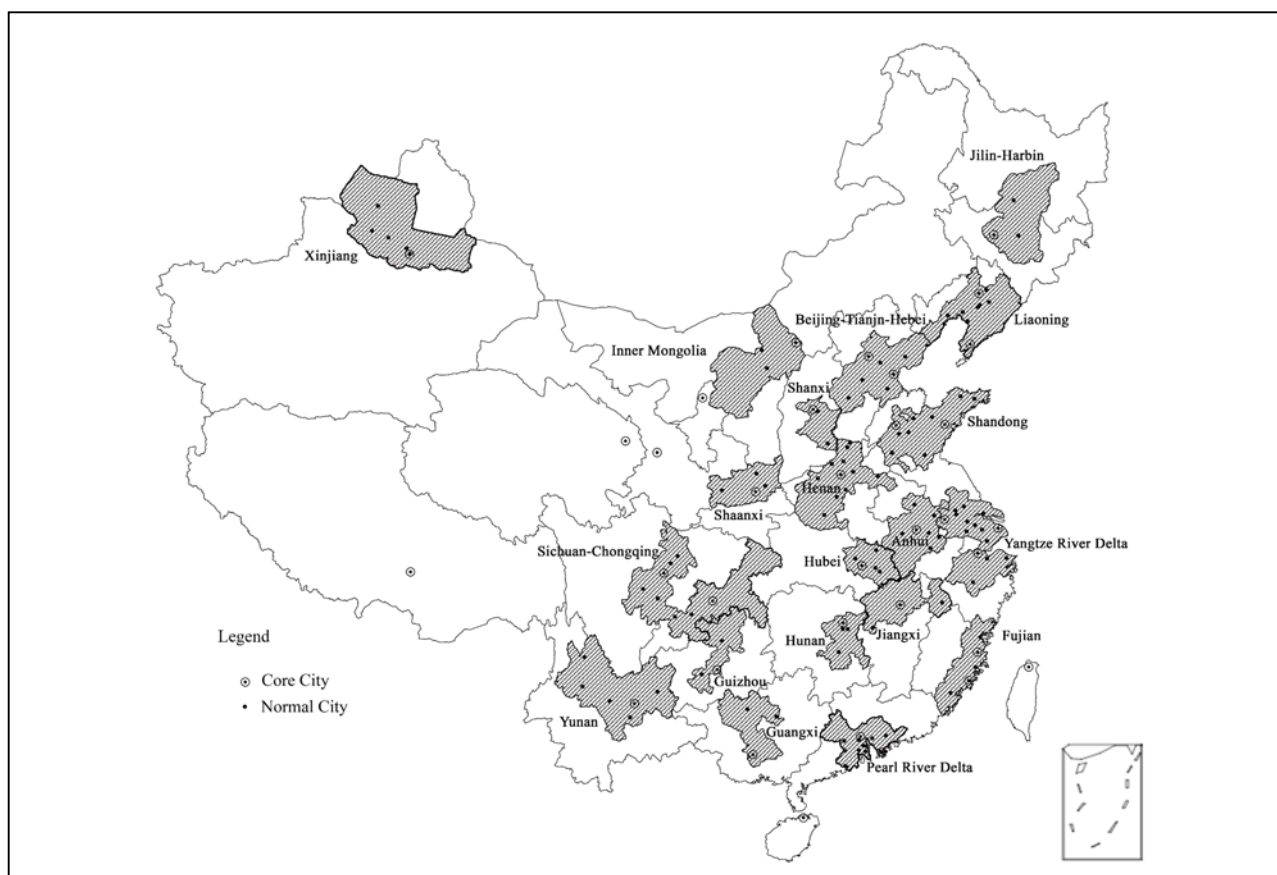 Jilin-Harbin
Xinjiang
Beijing-Tianjn-Hebei
Liaoning
Inner Mongolia
Shanxi
Shandong
Henan
Shaanxi
Anhui
Yangtze River Delta
Sichuan-Chongqing
Hubei
Legend
Hunan
Jiangxi
Fujian
Core City
Guizhou
Normal City
Yunan
Guangxi
Pearl River Delta